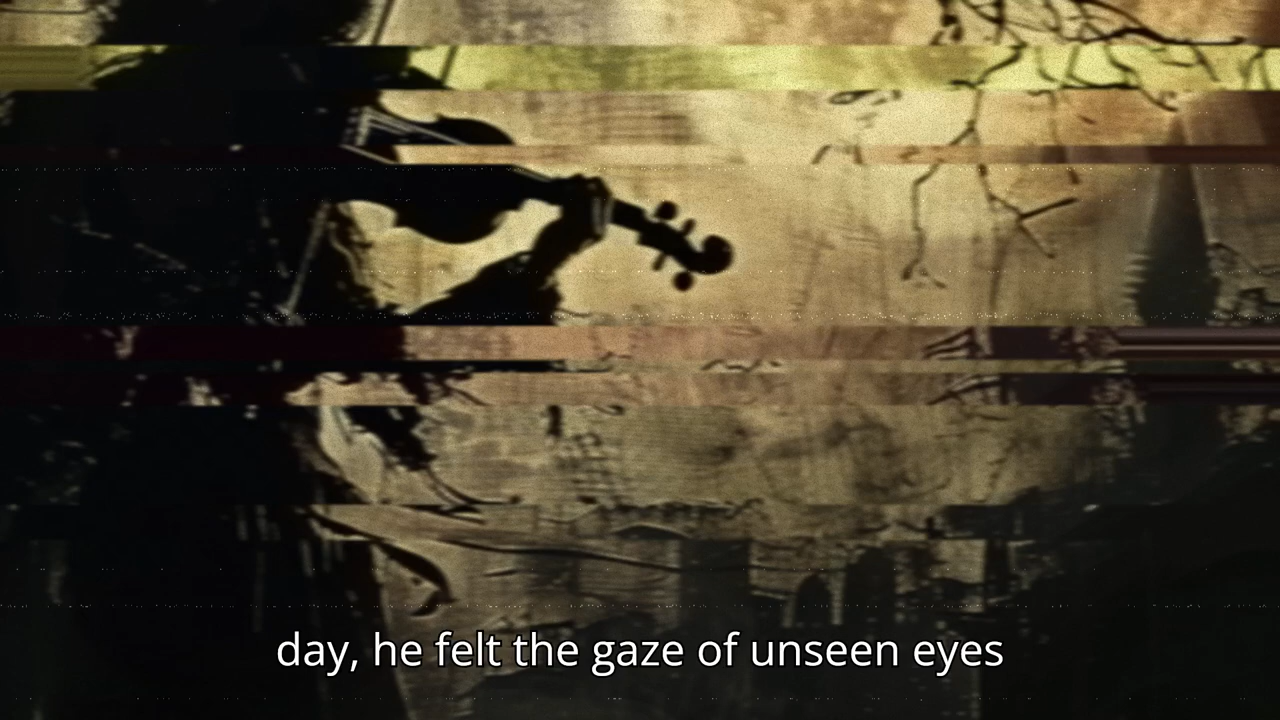 day, he felt the gaze of unseen eyes